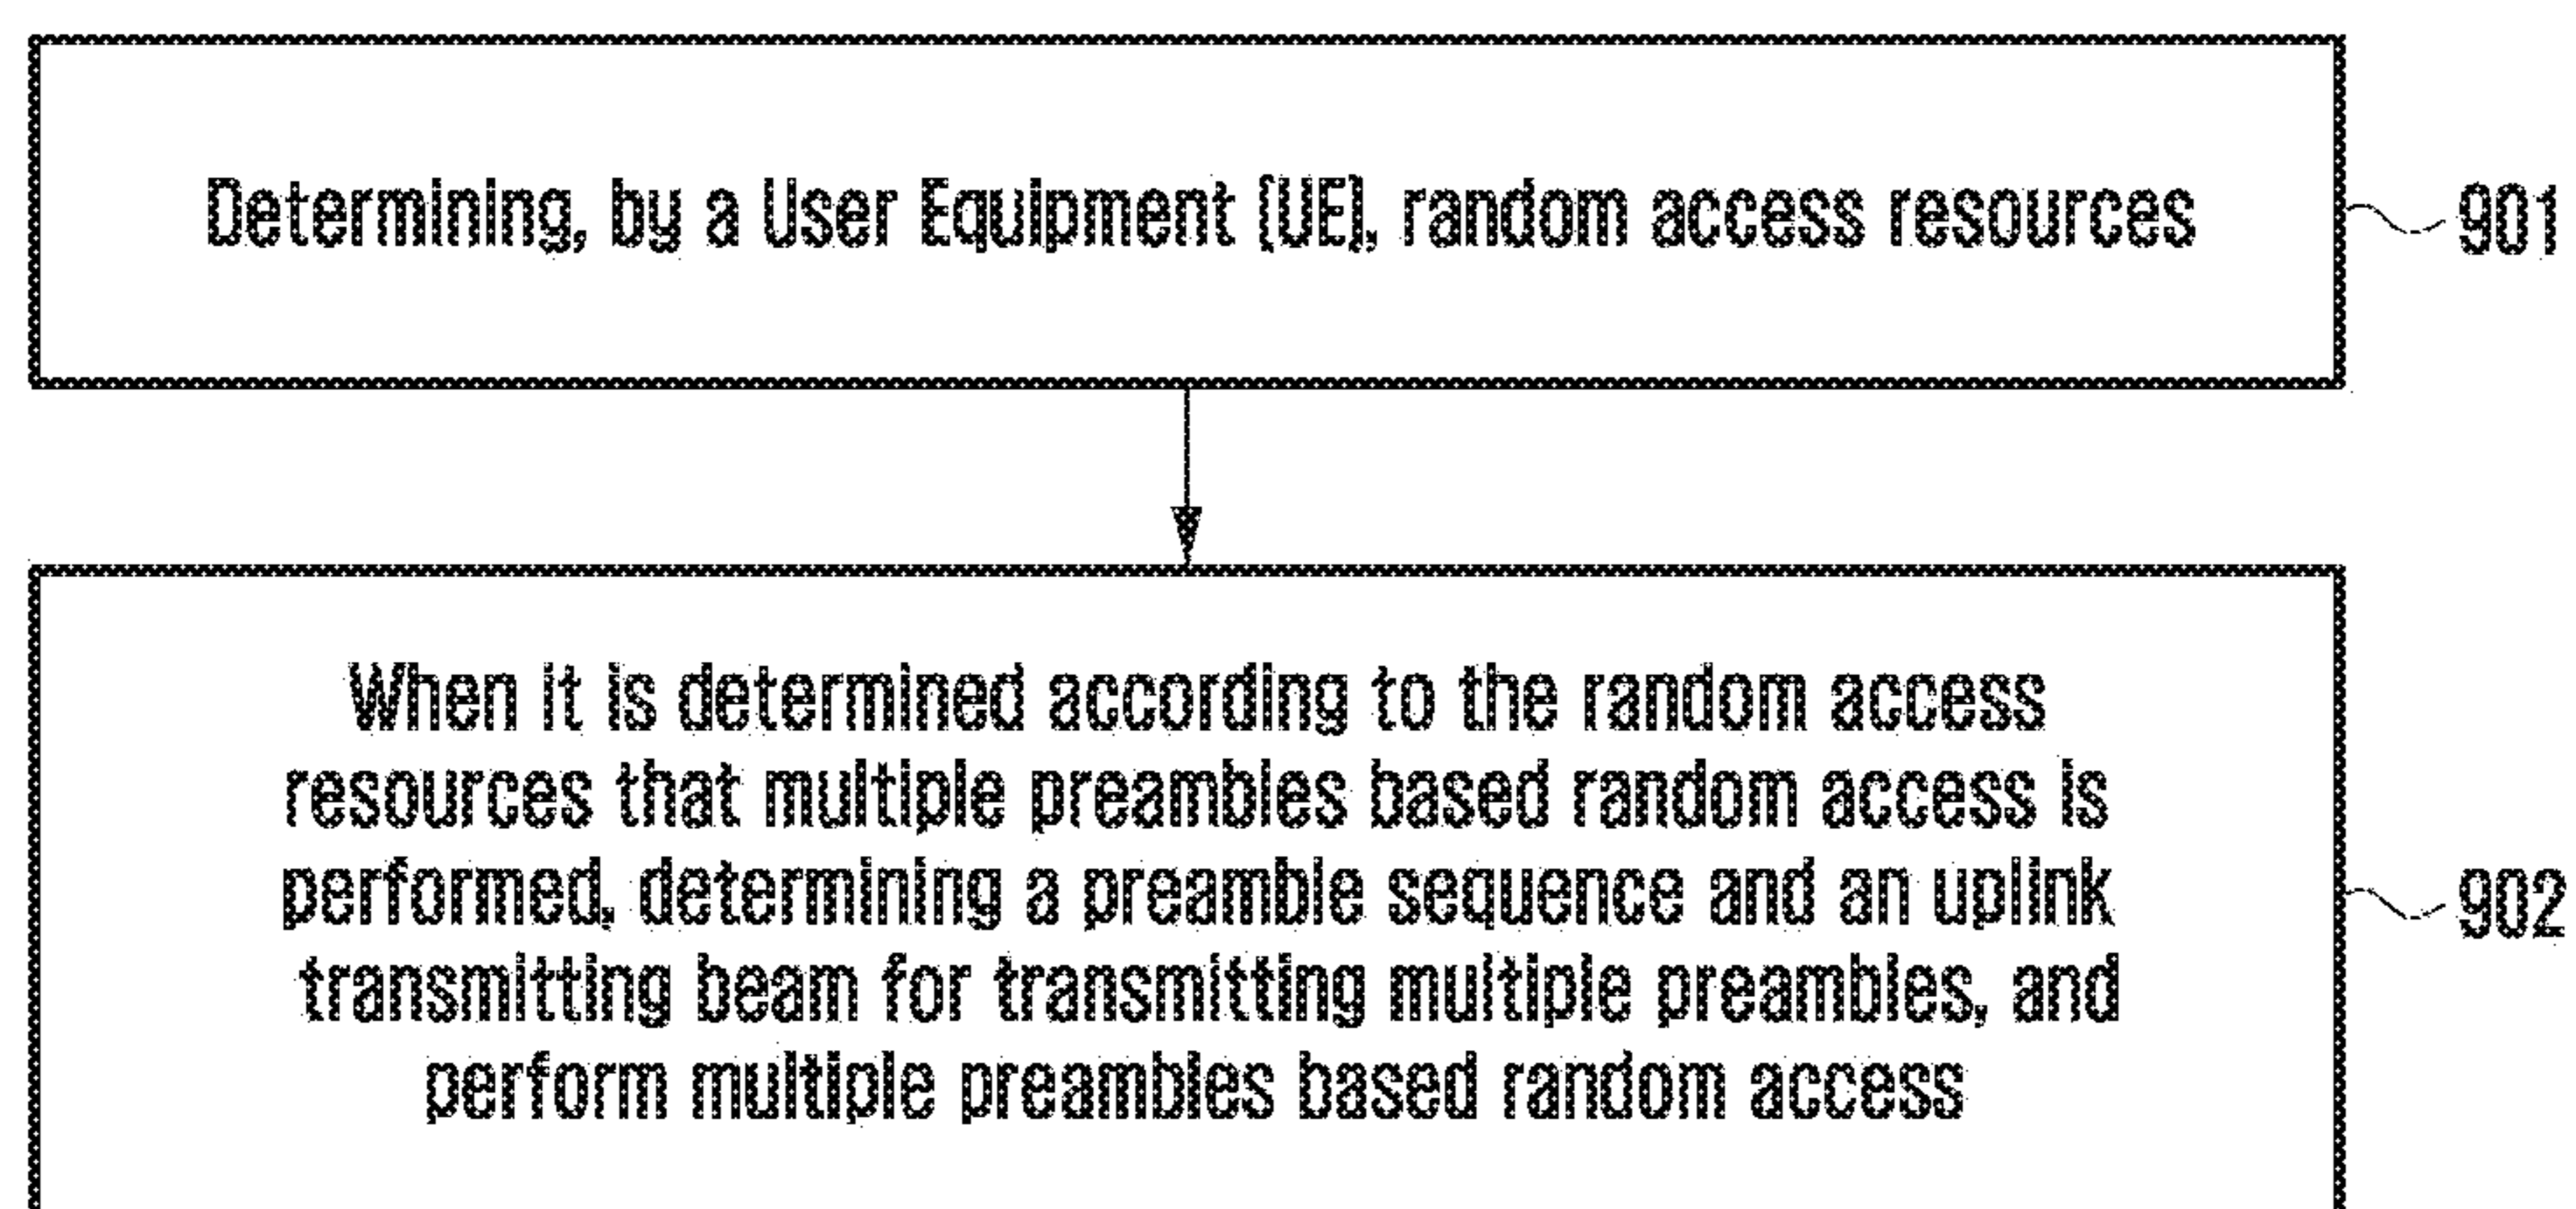 Determining, by a User Equipment (UE), random access resources
901
When it is determined according to the random access
resources that multiple preambles based random access is
performed, determining a preamble sequence and an uplink
transmitting beam for transmitting multiple preambles, and
perform multiple preambles based random access
902